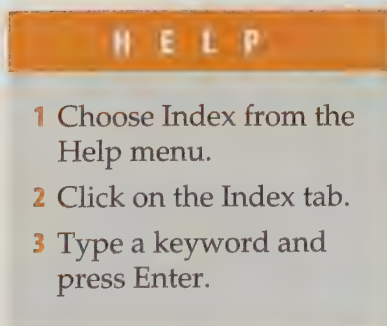 HELP
1 Choose Index from the
Help menu.
2 Click on the Index tab.
3 Type a keyword and
press Enter.